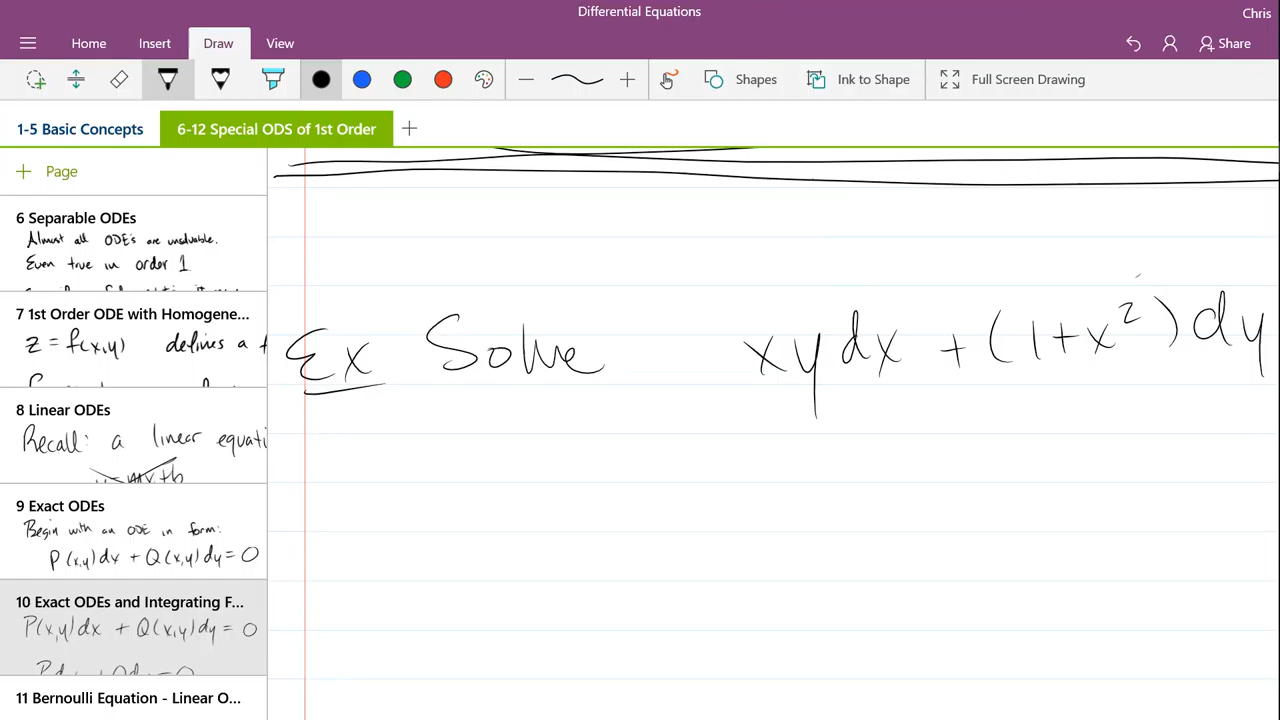 Differential Equations
Chris
Home Insert Draw View Share
Shapes Ink to Shape Full Screen Drawing
1-5 Basic Concepts 6-12 Special ODS of 1st Order
Page
6 Separable ODEs
Almost all ODE's are unsolvable.
Even true in order 1
7 1st Order ODE with Homogene...
z = f(x,y) defines a
8 Linear ODEs
Recall: a linear equati
9 Exact ODEs
Begin with an ODE in form:
P(x,y)dx + Q(x,y)dy = 0
10 Exact ODEs and Integrating F...
P(x,y)dx + Q(x,y)dy = 0
11 Bernoulli Equation - Linear O...
Ex Solve xydx + (1+x²)dy